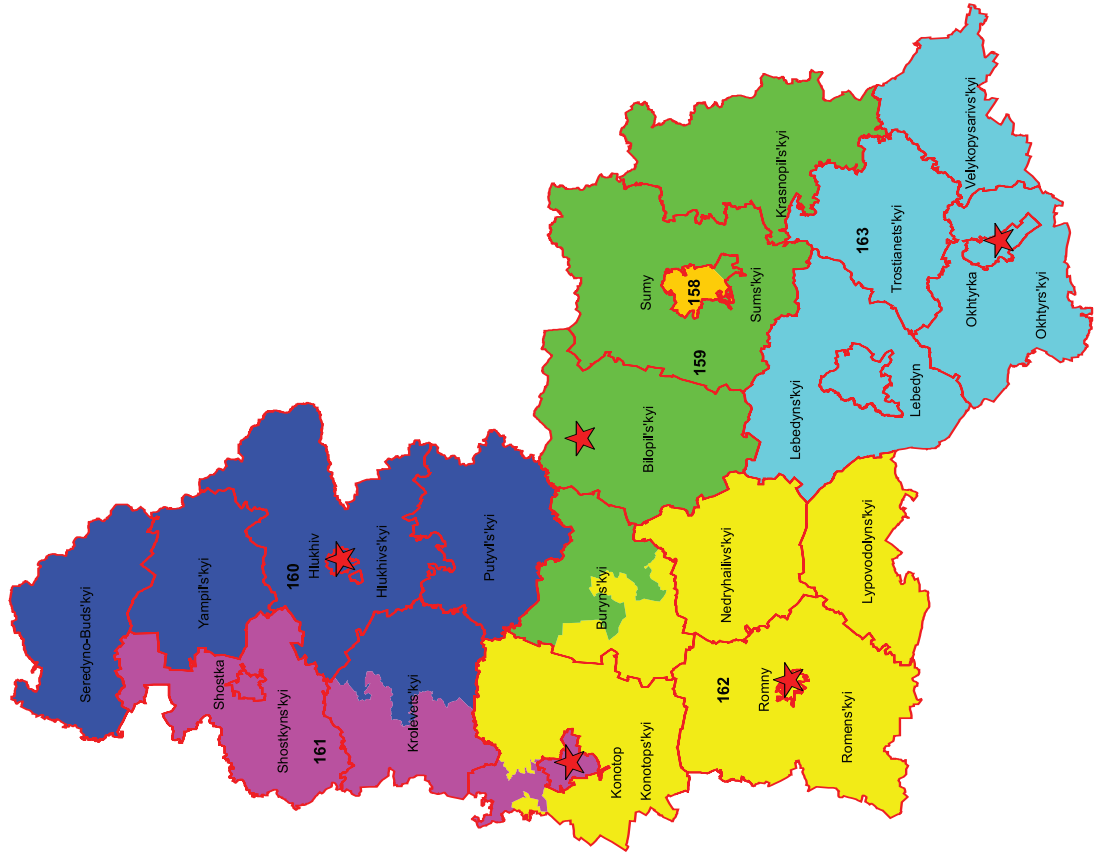 Seredyno-Buds'kyi
Yampil's'kyi
Shostka
Shostkyns'kyi
161
160
Hlukhiv
Hlukhivs'kyi
Krolevets'kyi
Putyvl's'kyi
Konotop
Konotops'kyi
Buryns'kyi
Bilopil's'kyi
159
Sumy
158
Sums'kyi
Krasnopil's'kyi
162
Romny
Romens'kyi
Nedryhailivs'kyi
Lypovodolyns'kyi
Lebedyns'kyi
Lebedyn
163
Trostianets'kyi
Okhtyrka
Okhtyrs'kyi
Velykopysarivs'kyi